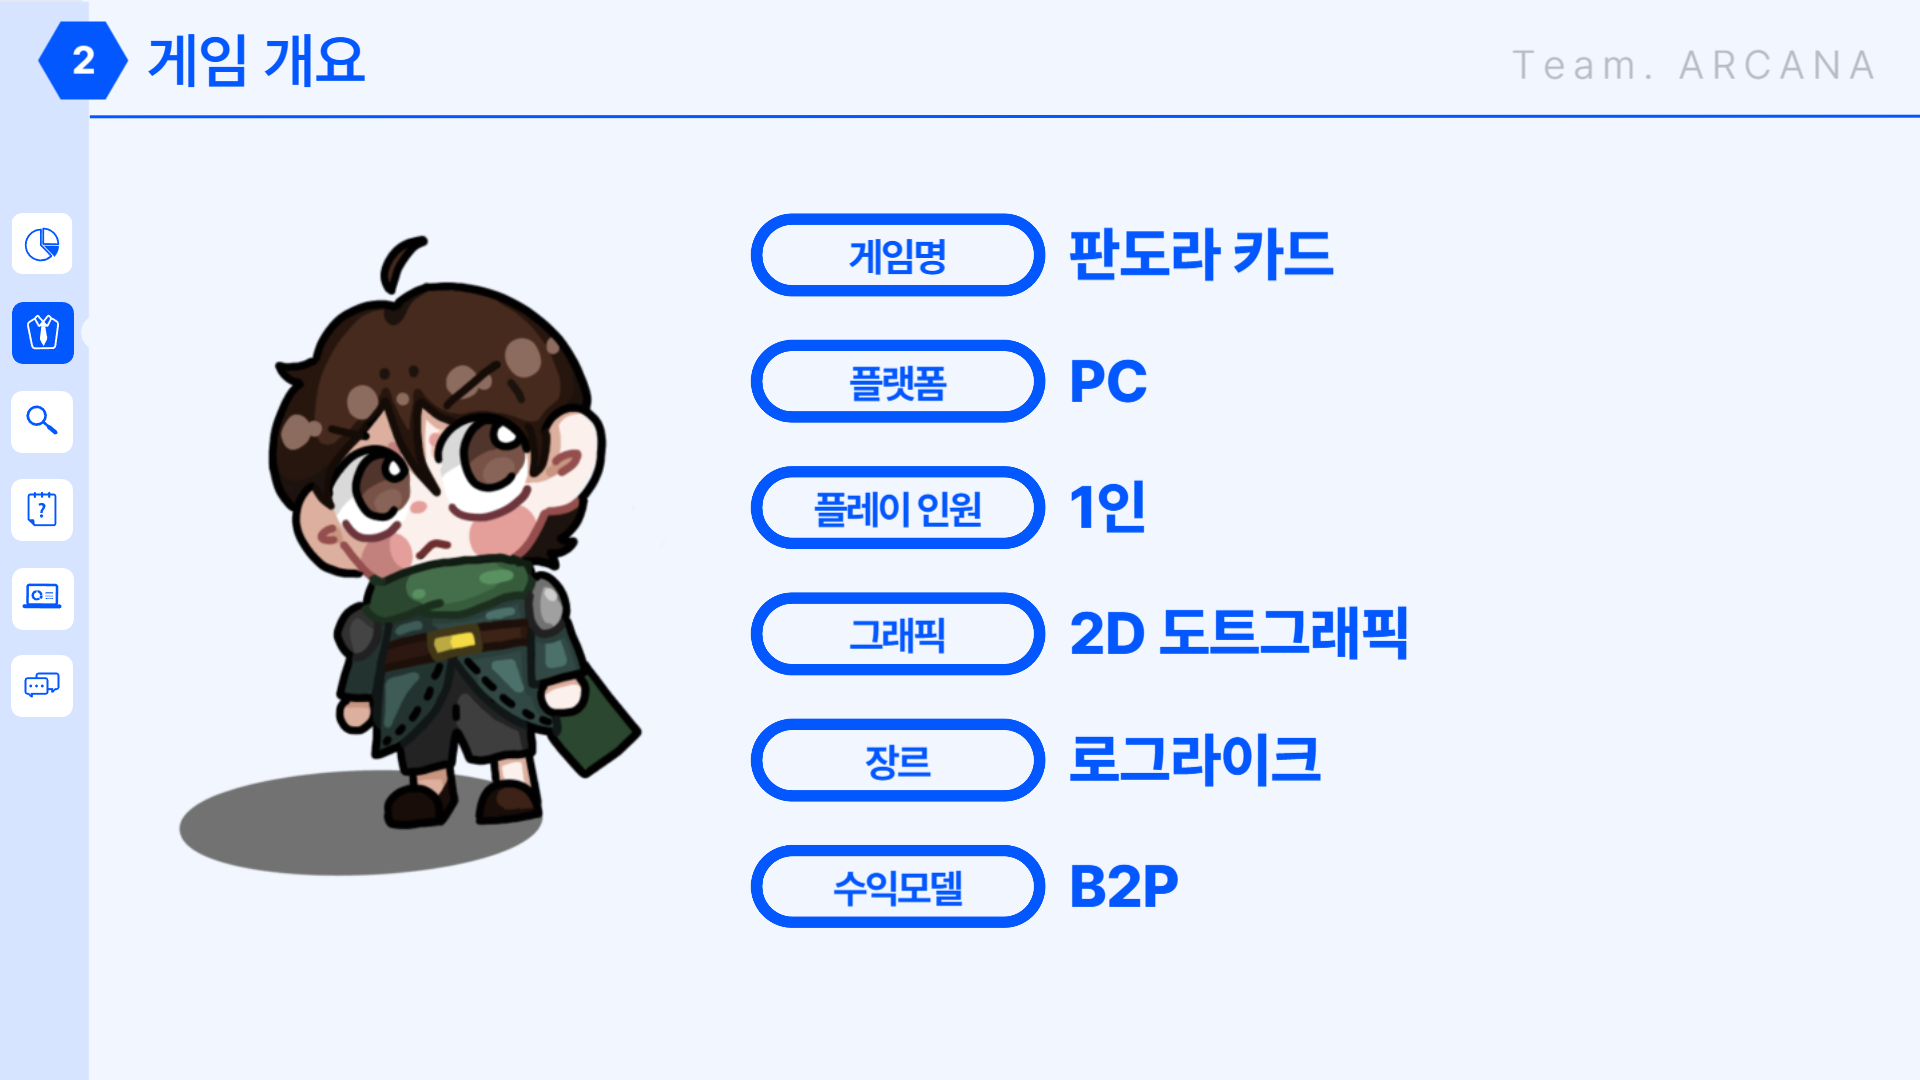 2 게임 개요
Team. ARCANA
게임명 판도라 카드
플랫폼 PC
플레이 인원 1인
그래픽 2D 도트그래픽
장르 로그라이크
수익모델 B2P
?